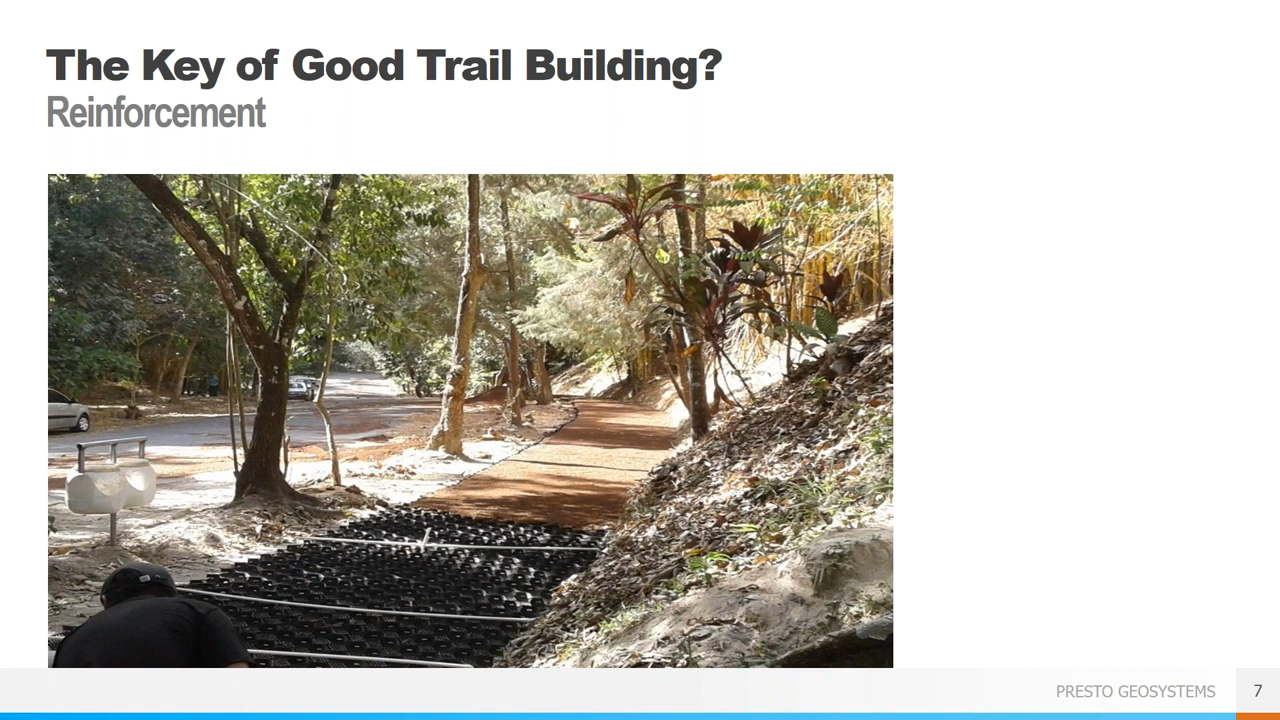 The Key of Good Trail Building?
Reinforcement
PRESTO GEOSYSTEMS
7